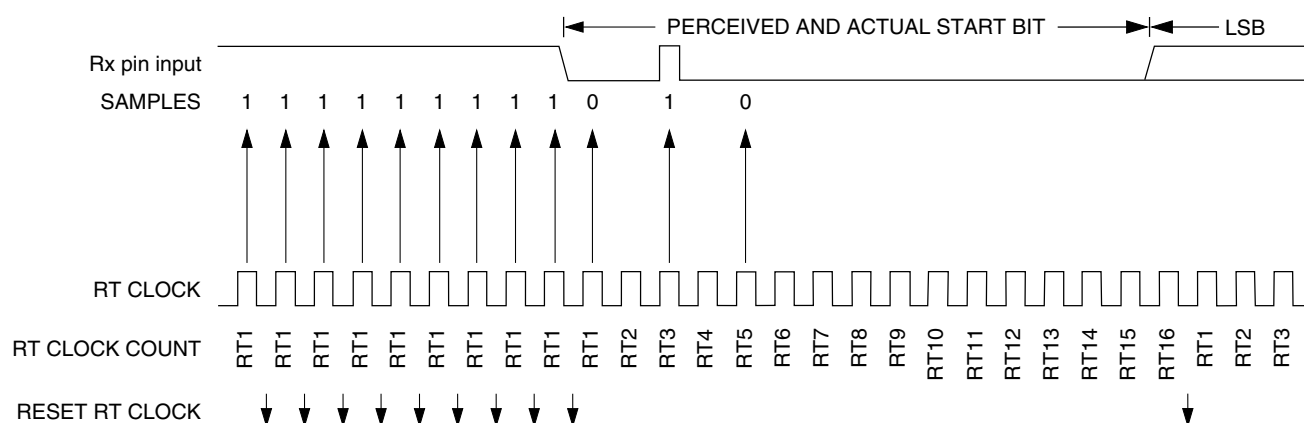 PERCEIVED AND ACTUAL START BIT LSB
Rx pin input
SAMPLES 1 1 1 1 1 1 1 1 1 0 1 0
RT CLOCK
RT CLOCK COUNT RT1 RT1 RT1 RT1 RT1 RT1 RT1 RT1 RT1 RT1 RT2 RT3 RT4 RT5 RT6 RT7 RT8 RT9 RT10 RT11 RT12 RT13 RT14 RT15 RT16 RT1 RT2 RT3
RESET RT CLOCK